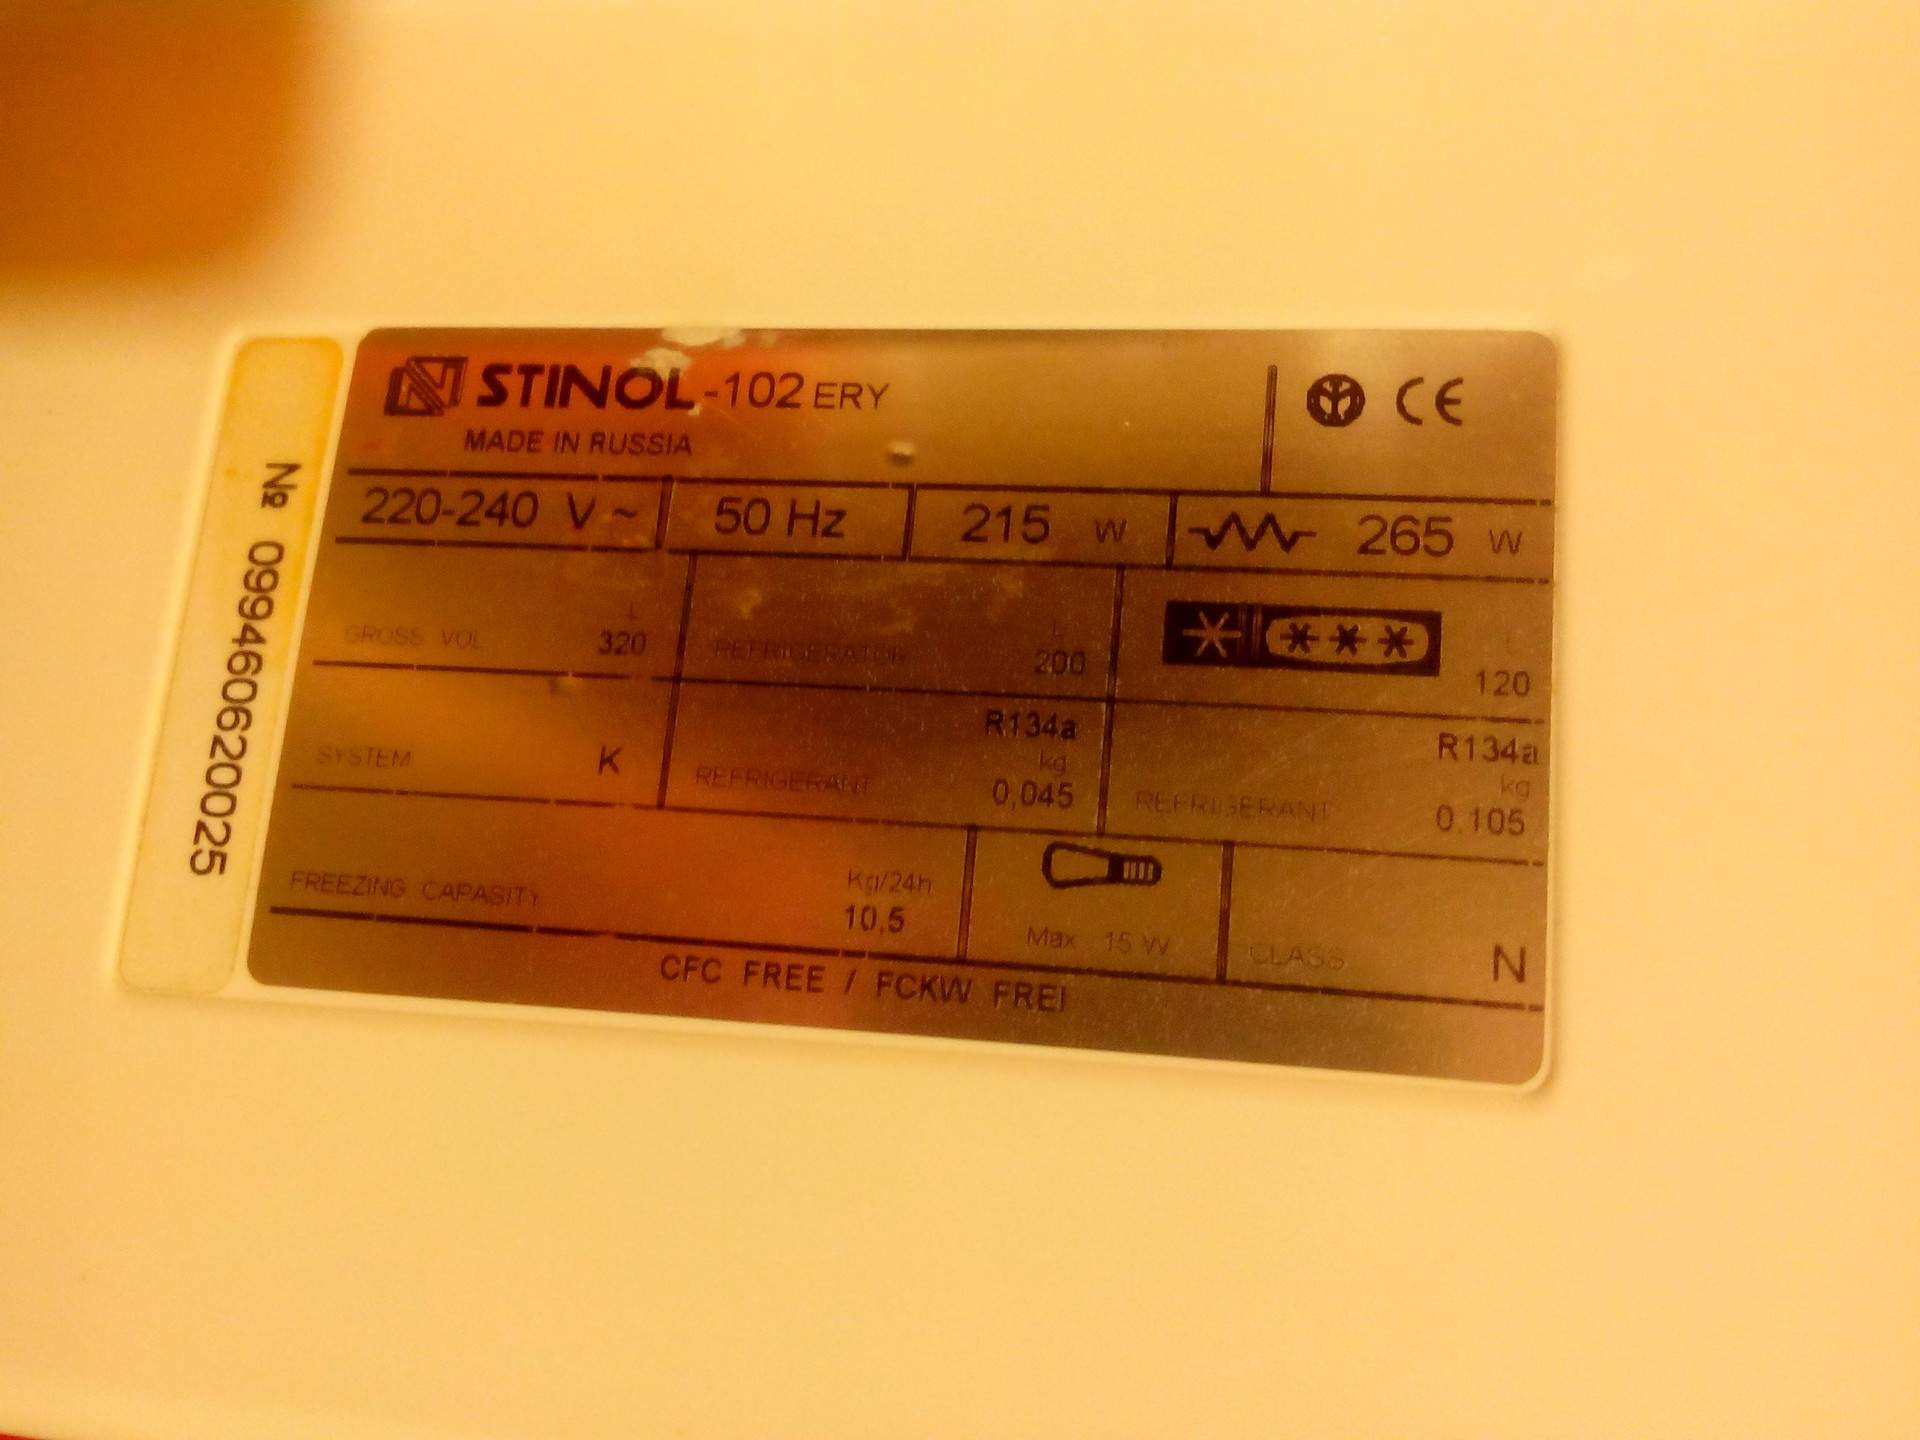 STINOL-102 ERY
MADE IN RUSSIA
CE
220-240 V ~ 50 Hz 215 W 265 W
GROSS VOL L 320
REFRIGERATOR L 200
L 120
SYSTEM K
REFRIGERANT R134a kg 0,045
REFRIGERANT R134a kg 0.105
FREEZING CAPASITY Kg/24h 10,5
Max 15 W
CLASS N
CFC FREE / FCKW FREI
№ 099460620025